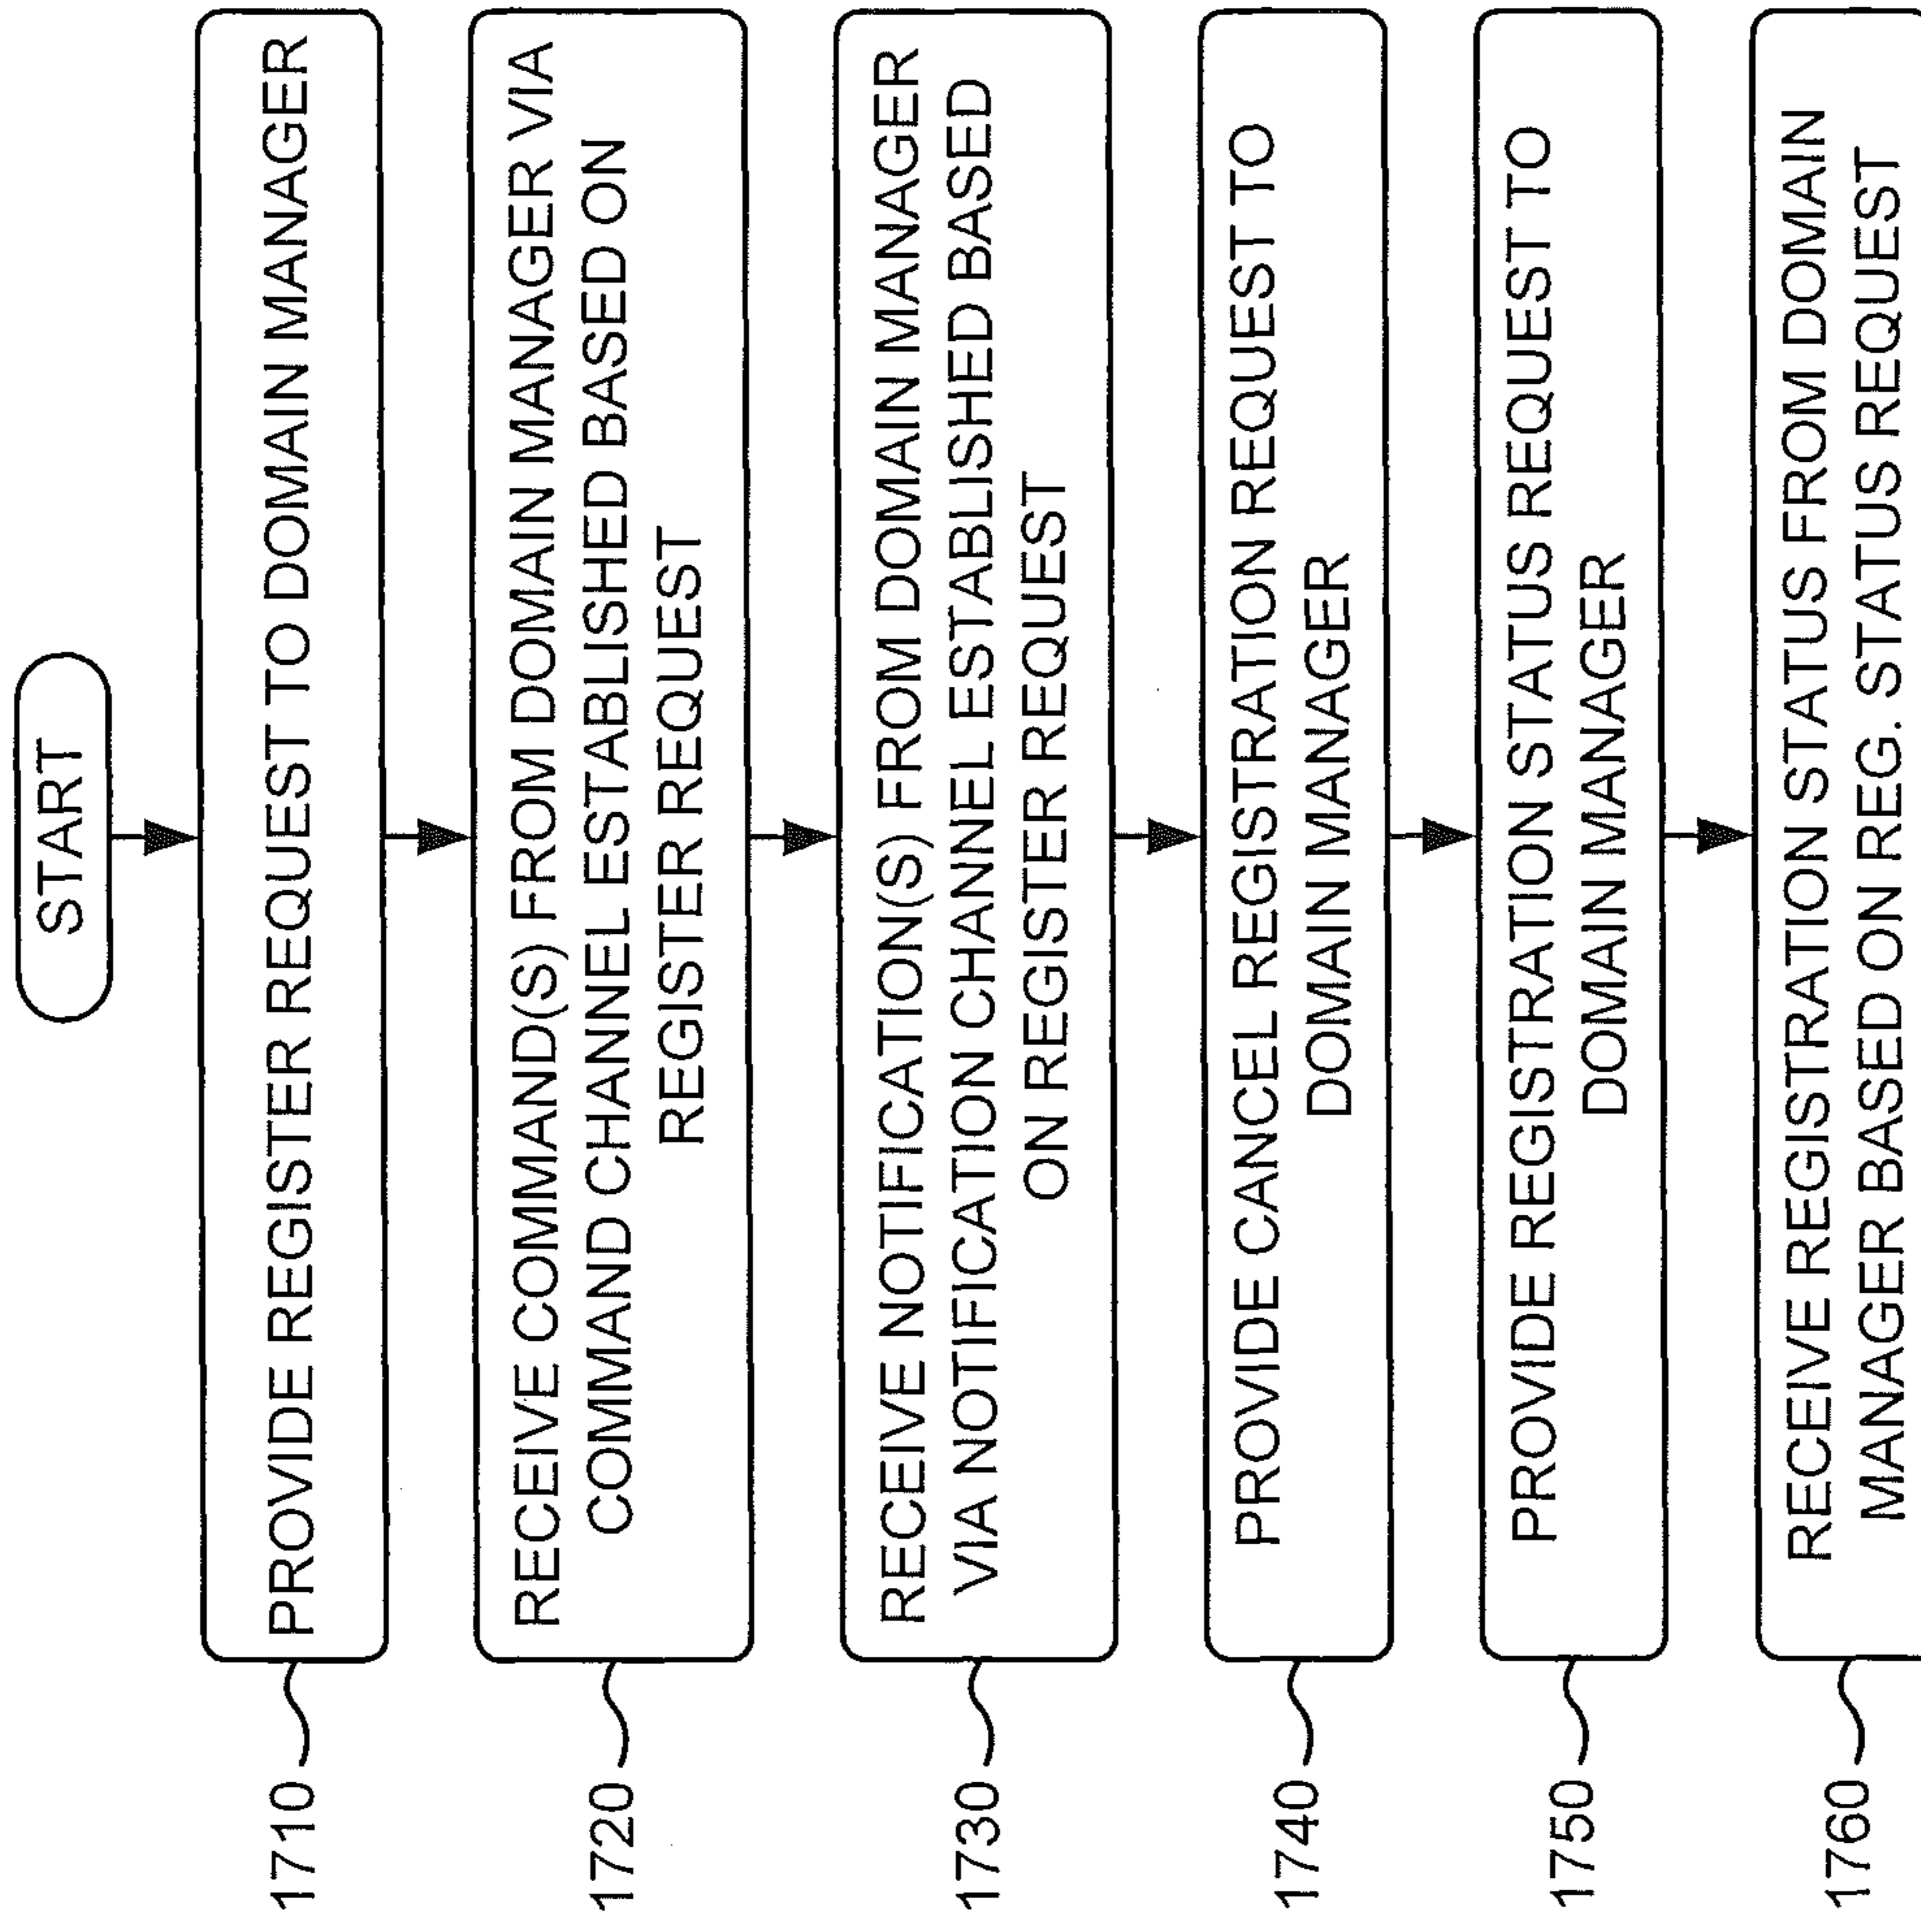 START
1710
PROVIDE REGISTER REQUEST TO DOMAIN MANAGER
1720
RECEIVE COMMAND(S) FROM DOMAIN MANAGER VIA
COMMAND CHANNEL ESTABLISHED BASED ON
REGISTER REQUEST
1730
RECEIVE NOTIFICATION(S) FROM DOMAIN MANAGER
VIA NOTIFICATION CHANNEL ESTABLISHED BASED
ON REGISTER REQUEST
1740
PROVIDE CANCEL REGISTRATION REQUEST TO
DOMAIN MANAGER
1750
PROVIDE REGISTRATION STATUS REQUEST TO
DOMAIN MANAGER
1760
RECEIVE REGISTRATION STATUS FROM DOMAIN
MANAGER BASED ON REG. STATUS REQUEST